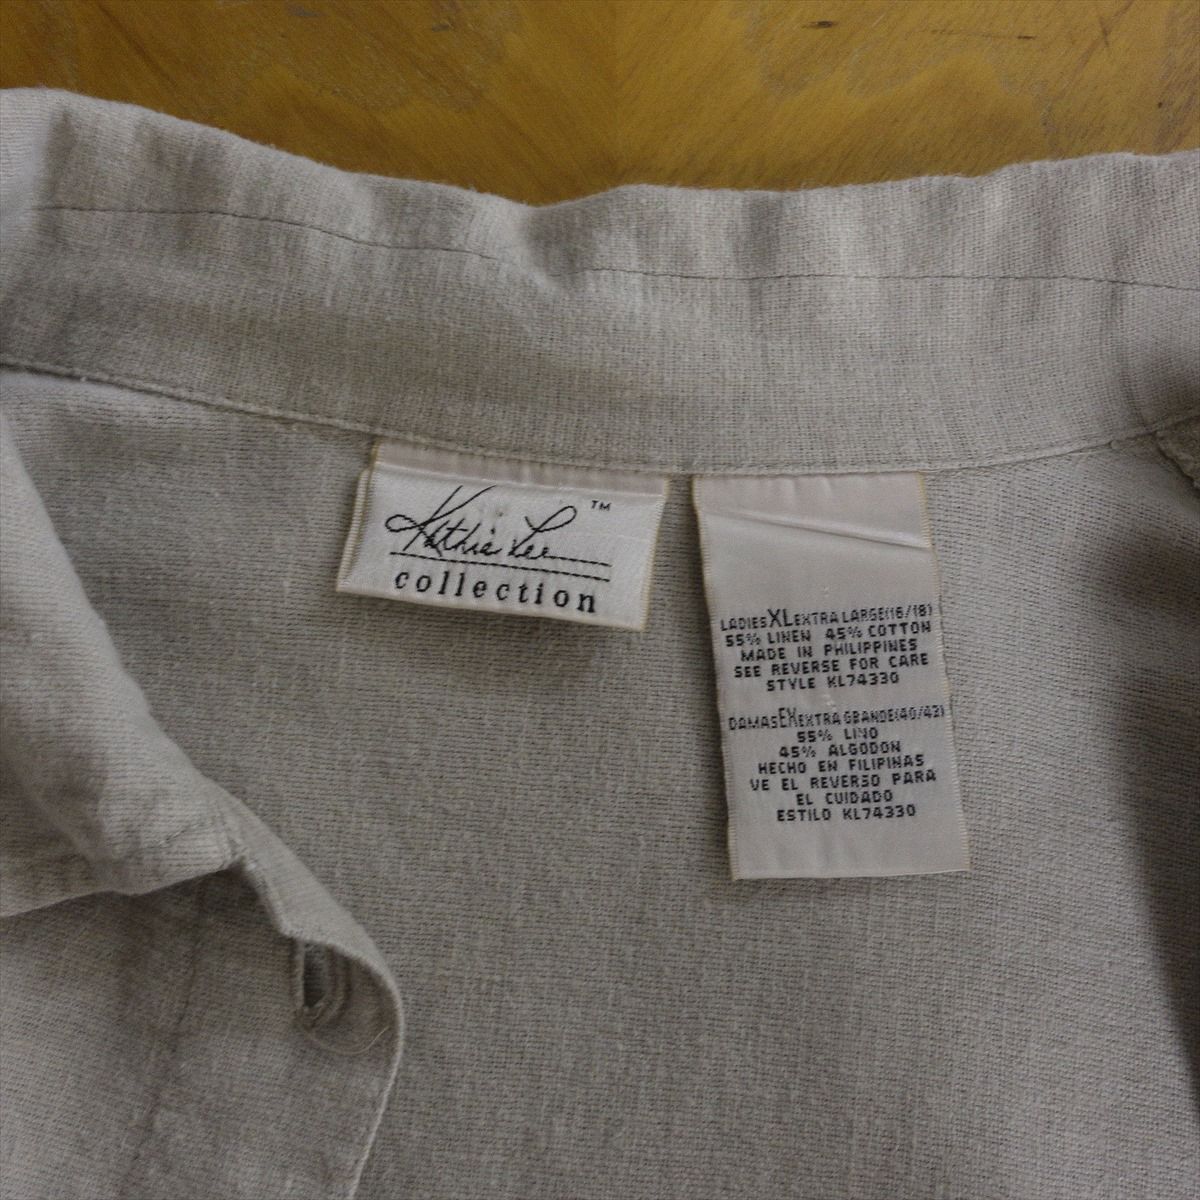 Kathie Lee ™
collection
LADIES XL EXTRA LARGE(16/18)
55% LINEN 45% COTTON
MADE IN PHILIPPINES
SEE REVERSE FOR CARE
STYLE KL74330
DAMAS EX EXTRA GRANDE(40/42)
55% LINO
45% ALGODON
HECHO EN FILIPINAS
VE EL REVERSO PARA
EL CUIDADO
ESTILO KL74330